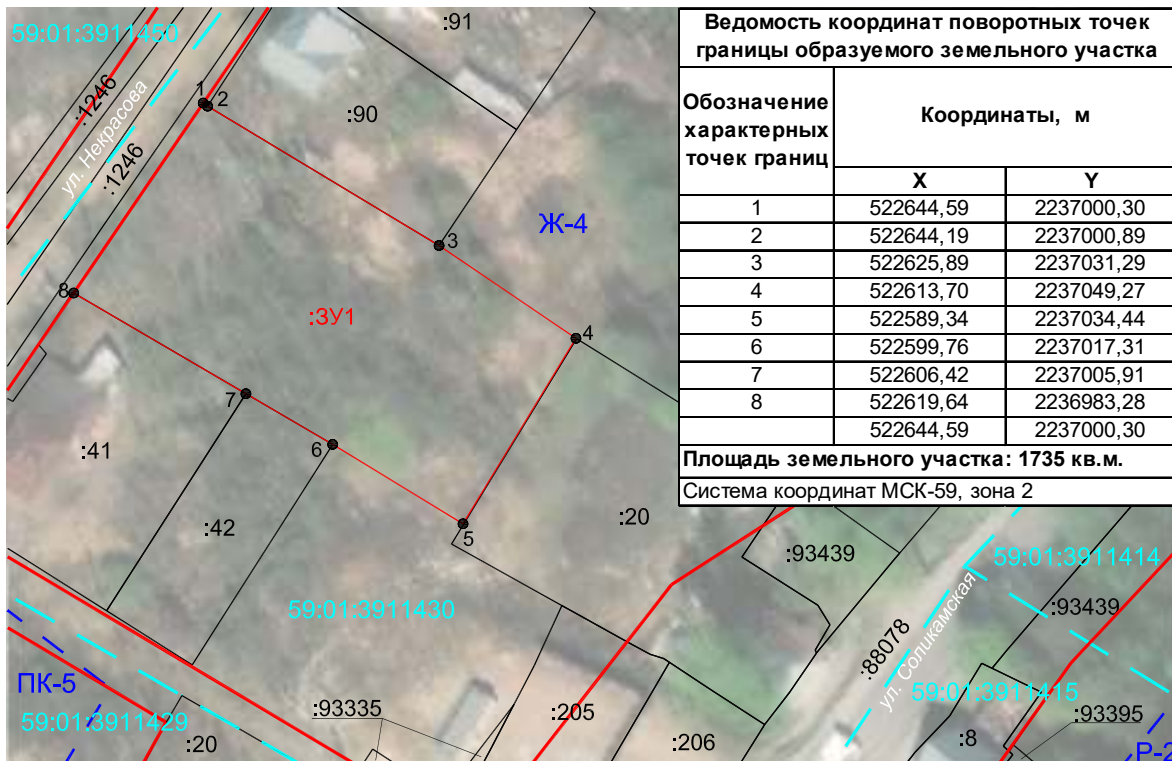 59:01:3911450
:1246
ул. Некрасова
:1246
1
2
:91
:90
3
Ж-4
8
:ЗУ1
4
7
:41
6
:42
5
:20
59:01:3911430
:93439
59:01:3911414
:93439
:88078
ул. Соликамская
59:01:3911415
ПК-5
59:01:3911429
:93335
:20
:205
:206
:8
:93395
Р-2
Ведомость координат поворотных точек
границы образуемого земельного участка
Обозначение
характерных
точек границ
Координаты, м
X Y
1 522644,59 2237000,30
2 522644,19 2237000,89
3 522625,89 2237031,29
4 522613,70 2237049,27
5 522589,34 2237034,44
6 522599,76 2237017,31
7 522606,42 2237005,91
8 522619,64 2236983,28
522644,59 2237000,30
Площадь земельного участка: 1735 кв.м.
Система координат МСК-59, зона 2